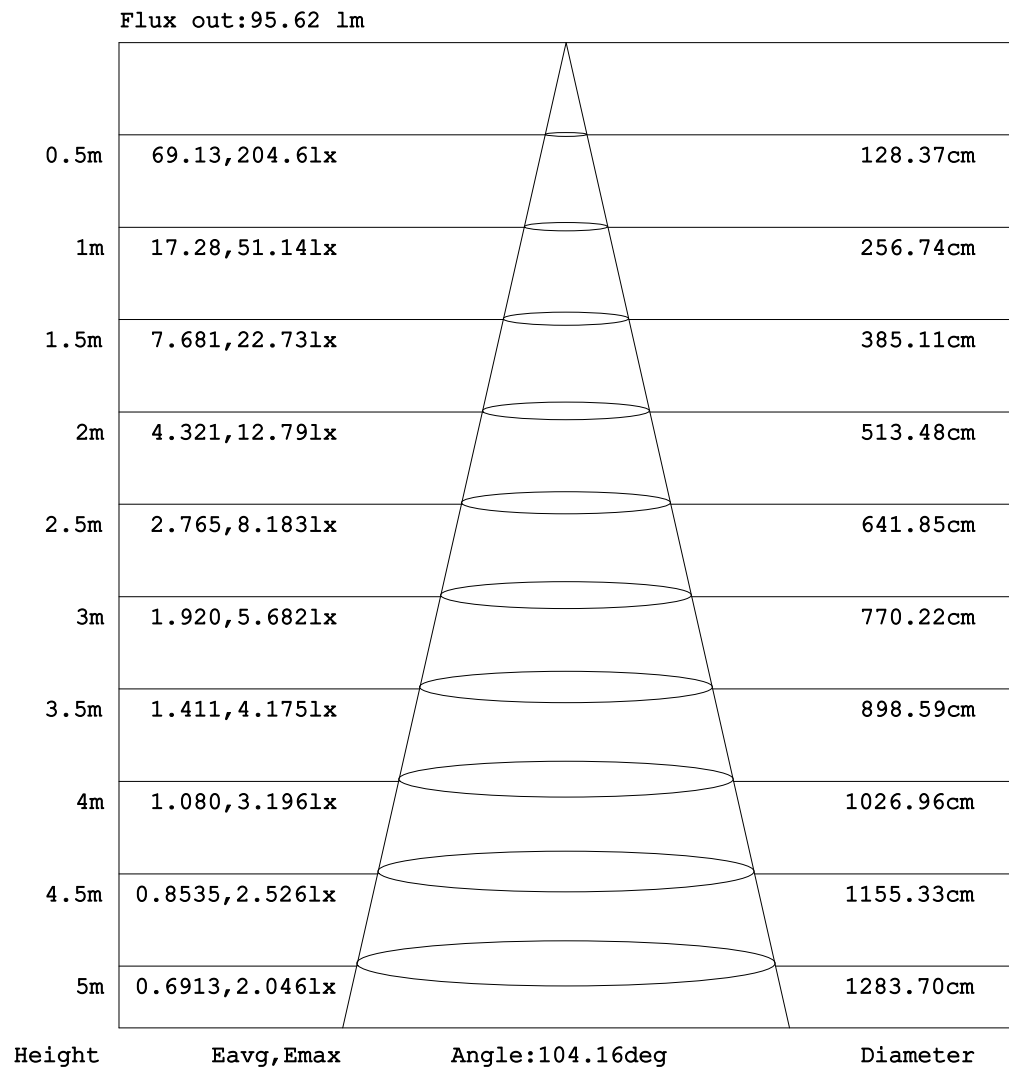 Flux out:95.62 lm
0.5m 69.13,204.6lx 128.37cm
1m 17.28,51.14lx 256.74cm
1.5m 7.681,22.73lx 385.11cm
2m 4.321,12.79lx 513.48cm
2.5m 2.765,8.183lx 641.85cm
3m 1.920,5.682lx 770.22cm
3.5m 1.411,4.175lx 898.59cm
4m 1.080,3.196lx 1026.96cm
4.5m 0.8535,2.526lx 1155.33cm
5m 0.6913,2.046lx 1283.70cm
Height Eavg,Emax Angle:104.16deg Diameter